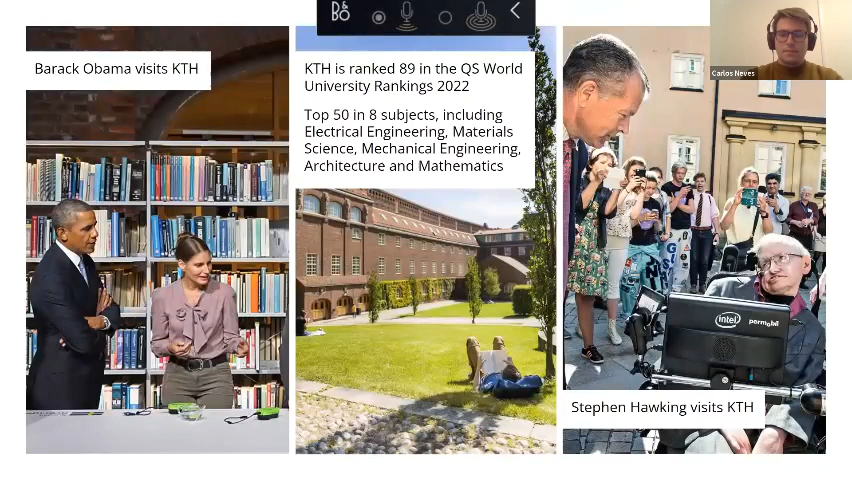 B&O
Carlos Neves
Barack Obama visits KTH
KTH is ranked 89 in the QS World
University Rankings 2022
Top 50 in 8 subjects, including
Electrical Engineering, Materials
Science, Mechanical Engineering,
Architecture and Mathematics
intel
permobil
Stephen Hawking visits KTH